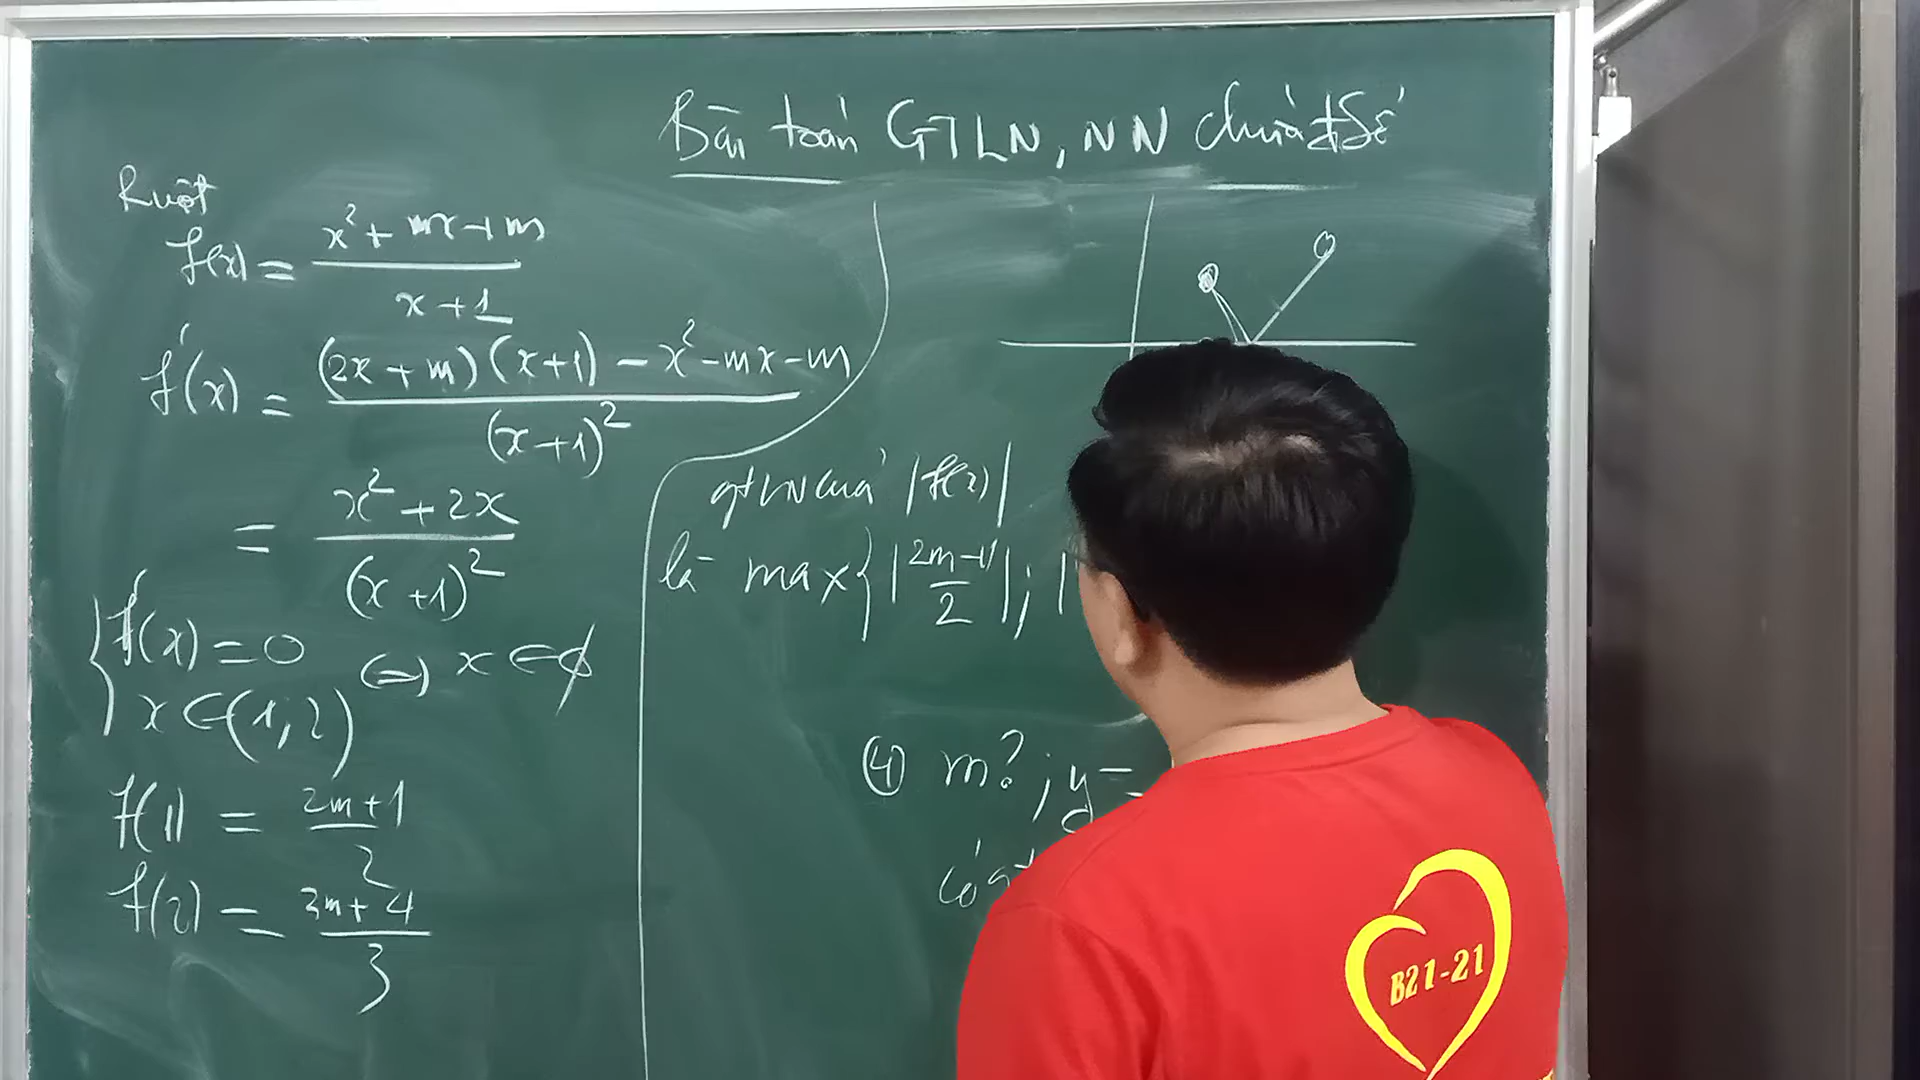 Bài toán GTLN, NN chứa t/số
Ruột
f(x) = (x² + mx + m) / (x + 1)
f'(x) = ((2x + m)(x + 1) - x² - mx - m) / (x + 1)²
= (x² + 2x) / (x + 1)²
{ f'(x) = 0
x ∈ (1; 2) ⇔ x ∈ ∅
f(1) = (2m + 1) / 2
f(2) = (3m + 4) / 3
gtLN của |f(x)|
là max{ |(2m+1)/2| ; |
④ m? ; y =
có gt
B21-21